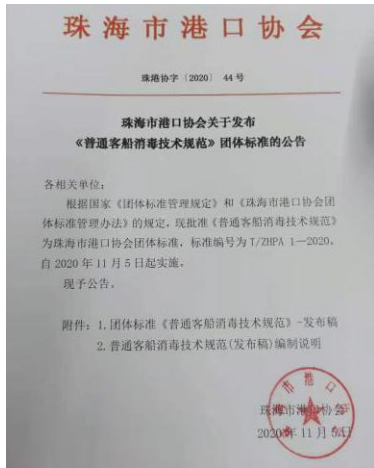 珠海市港口协会
珠港协字〔2020〕44号
珠海市港口协会关于发布
《普通客船消毒技术规范》团体标准的公告
各相关单位：
根据国家《团体标准管理规定》和《珠海市港口协会团
体标准管理办法》的规定，现批准《普通客船消毒技术规范》
为珠海市港口协会团体标准，标准编号为T/ZHPA 1—2020，
自2020年11月5日起实施。
现予公告。
附件：1.团体标准《普通客船消毒技术规范》-发布稿
2.普通客船消毒技术规范(发布稿)编制说明
珠海市港口协会
2020年11月5日